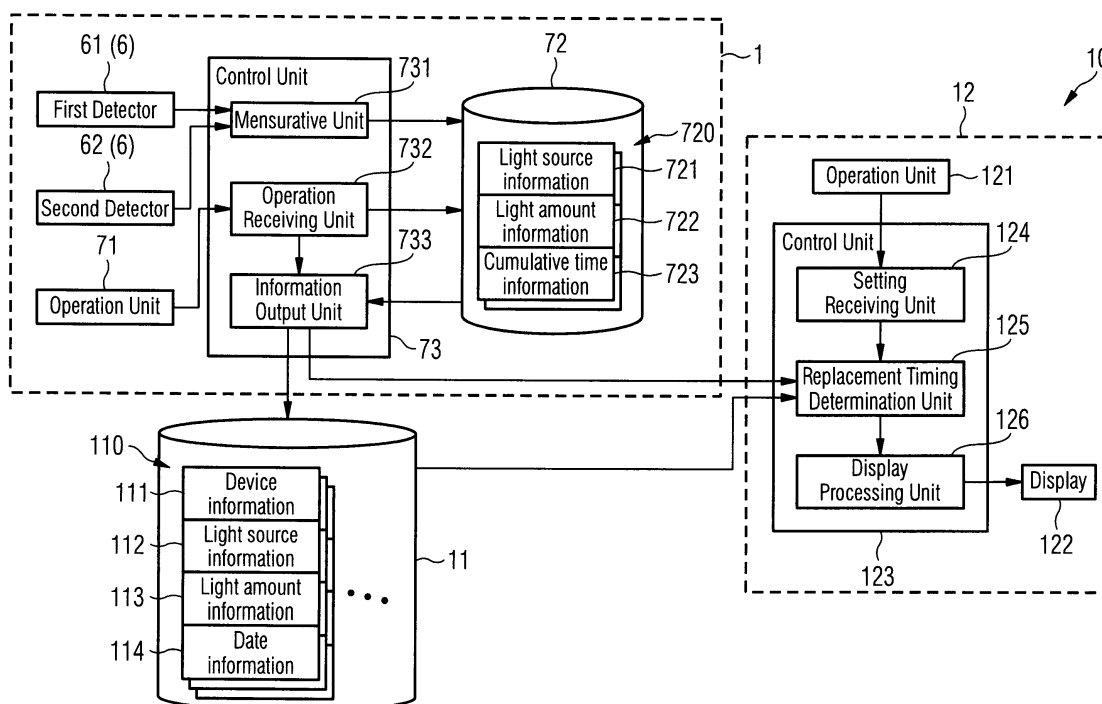 61 (6)
First Detector
62 (6)
Second Detector
71
Operation Unit
Control Unit
731
Mensurative Unit
732
Operation
Receiving Unit
733
Information
Output Unit
73
72
720
Light source
information
721
Light amount
information
722
Cumulative time
information
723
1
10
12
Operation Unit
121
Control Unit
124
Setting
Receiving Unit
125
Replacement Timing
Determination Unit
126
Display
Processing Unit
Display
122
123
110
111
Device
information
112
Light source
information
113
Light amount
information
114
Date
information
11